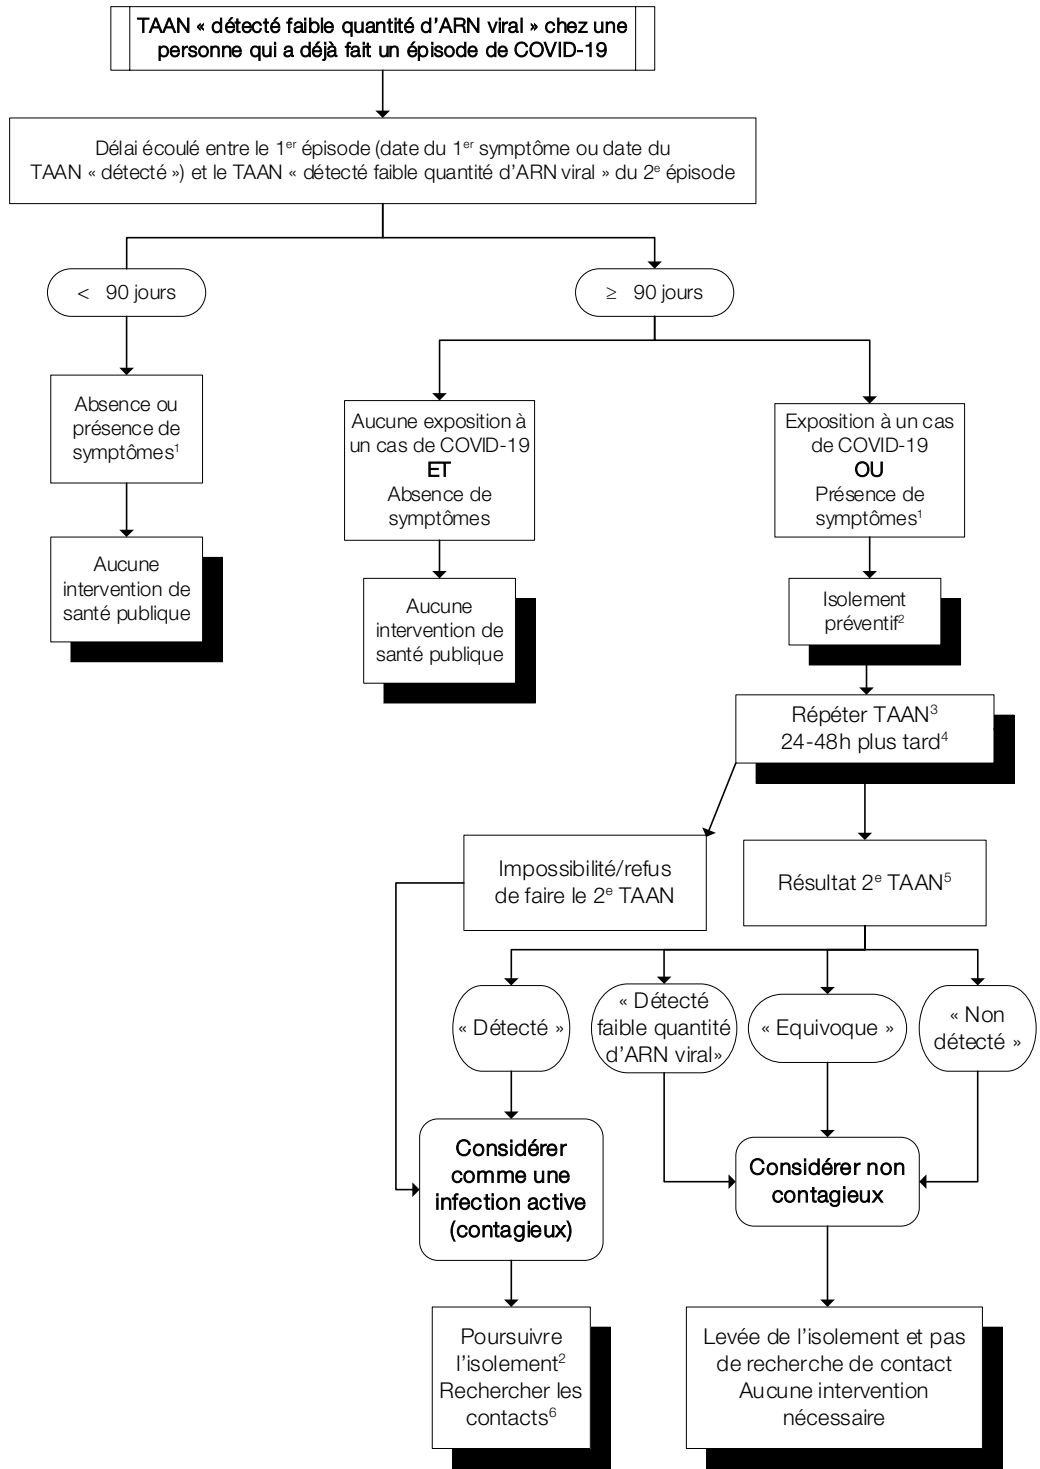 TAAN « détecté faible quantité d’ARN viral » chez une
personne qui a déjà fait un épisode de COVID-19
Délai écoulé entre le 1er épisode (date du 1er symptôme ou date du
TAAN « détecté ») et le TAAN « détecté faible quantité d’ARN viral » du 2e épisode
< 90 jours
≥ 90 jours
Absence ou
présence de
symptômes1
Aucune
intervention de
santé publique
Aucune exposition à
un cas de COVID-19
ET
Absence de
symptômes
Aucune
intervention de
santé publique
Exposition à un cas
de COVID-19
OU
Présence de
symptômes1
Isolement
préventif2
Répéter TAAN3
24-48h plus tard4
Impossibilité/refus
de faire le 2e TAAN
Résultat 2e TAAN5
« Détecté »
« Détecté
faible quantité
d’ARN viral»
« Equivoque »
« Non
détecté »
Considérer
comme une
infection active
(contagieux)
Considérer non
contagieux
Poursuivre
l’isolement2
Rechercher les
contacts6
Levée de l’isolement et pas
de recherche de contact
Aucune intervention
nécessaire